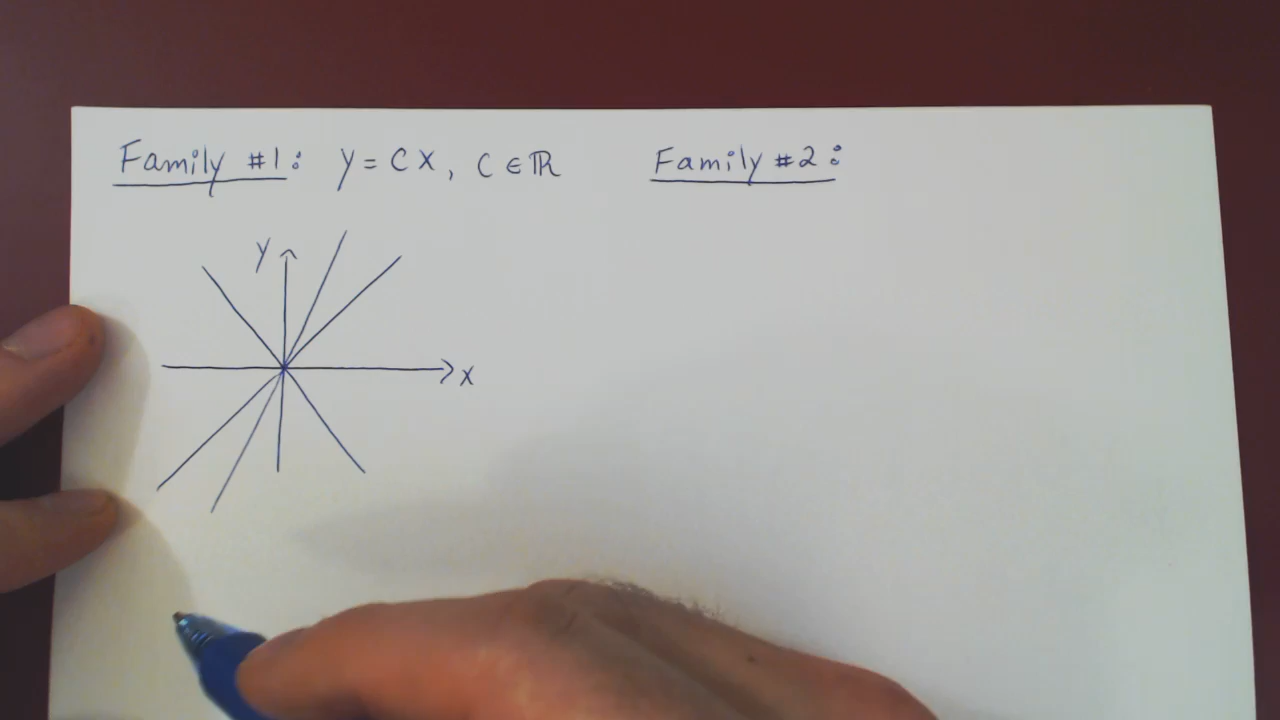 Family #1: y = Cx, C ∈ ℝ
Family #2:
y
x